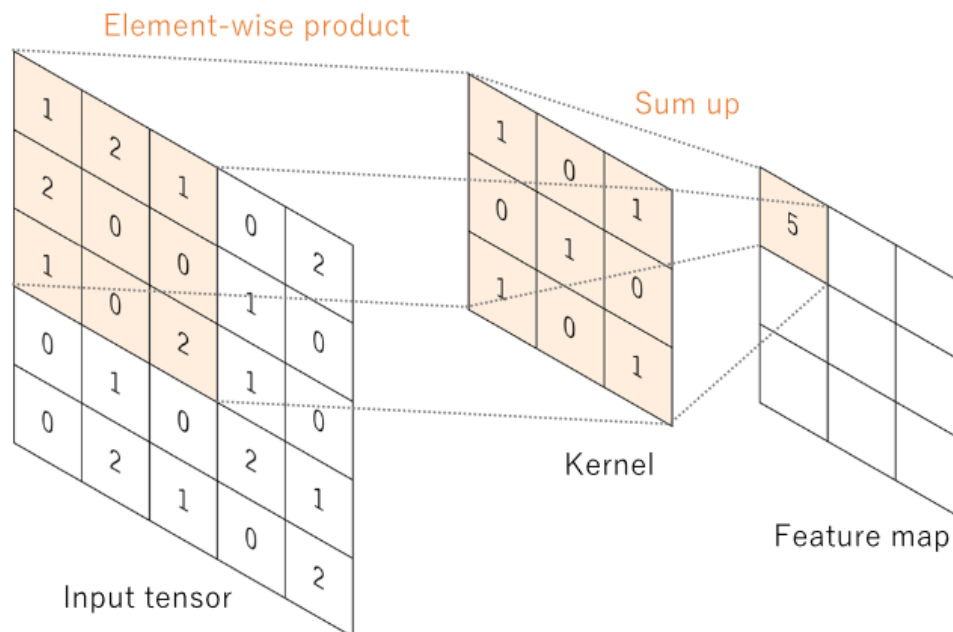 Element-wise product
Sum up
1 2 1 0 2
2 0 0 1 0
1 0 2 1 0
0 1 0 2 1
0 2 1 0 2
1 0 1
0 1 0
1 0 1
5
Input tensor
Kernel
Feature map